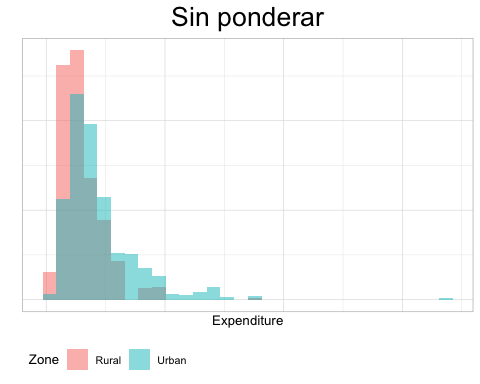 Sin ponderar
Expenditure
Zone Rural Urban